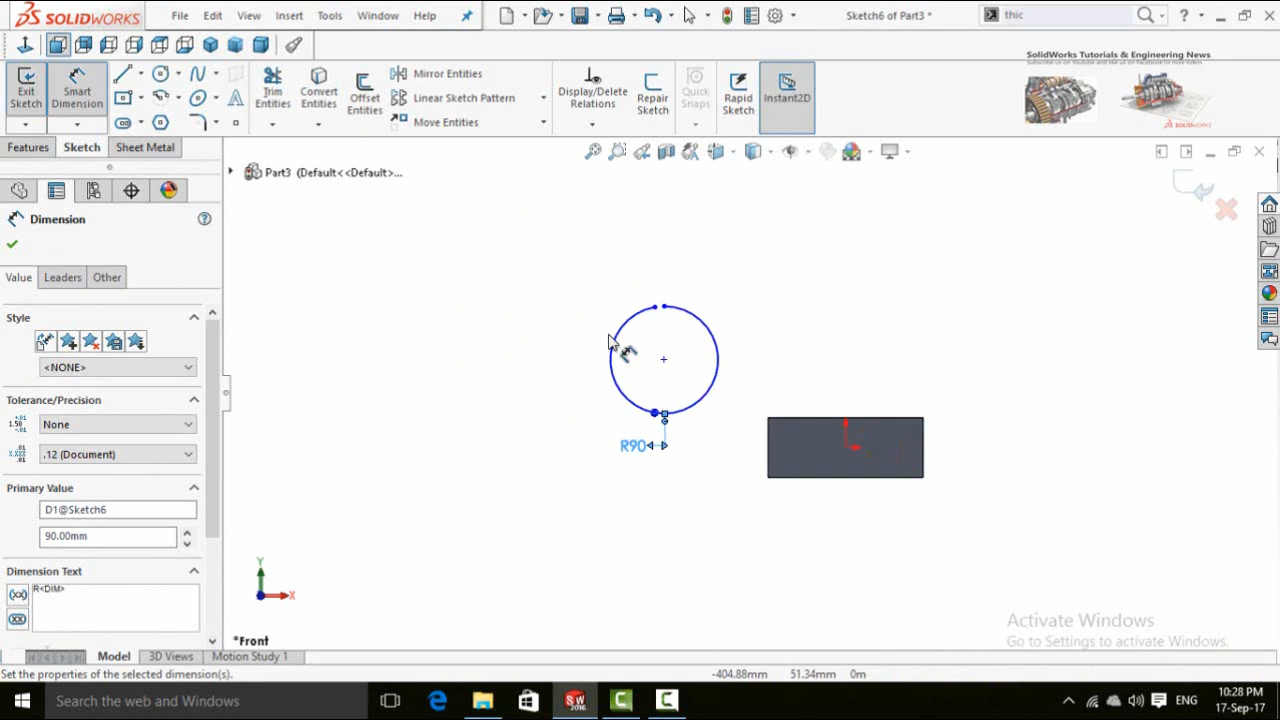 SOLIDWORKS
File Edit View Insert Tools Window Help
Sketch6 of Part3 *
thic
Exit Sketch
Smart Dimension
Trim Entities
Convert Entities
Offset Entities
Mirror Entities
Linear Sketch Pattern
Move Entities
Display/Delete Relations
Repair Sketch
Quick Snaps
Rapid Sketch
Instant2D
SolidWorks Tutorials & Engineering News
SOLIDWORKS
Features Sketch Sheet Metal
Part3 (Default<<Default>...
Dimension
Value Leaders Other
Style
<NONE>
Tolerance/Precision
None
.12 (Document)
Primary Value
D1@Sketch6
90.00mm
Dimension Text
R<DIM>
R90
Y
X
*Front
Activate Windows
Go to Settings to activate Windows.
Model 3D Views Motion Study 1
Set the properties of the selected dimension(s).
-404.88mm 51.34mm 0m
Search the web and Windows
SW 2016
ENG
10:28 PM
17-Sep-17